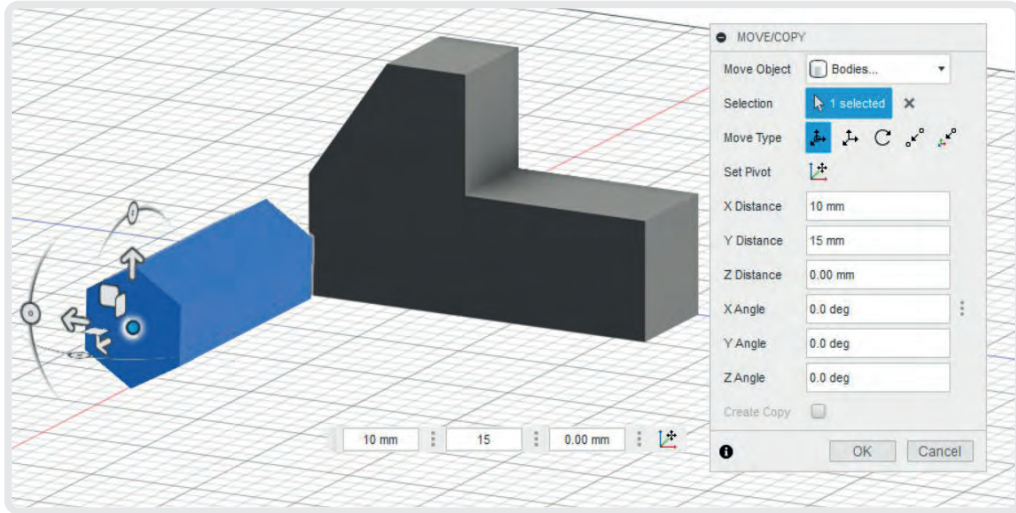 MOVE/COPY
Move Object Bodies...
Selection 1 selected
Move Type
Set Pivot
X Distance 10 mm
Y Distance 15 mm
Z Distance 0.00 mm
X Angle 0.0 deg
Y Angle 0.0 deg
Z Angle 0.0 deg
Create Copy
10 mm 15 0.00 mm
OK Cancel